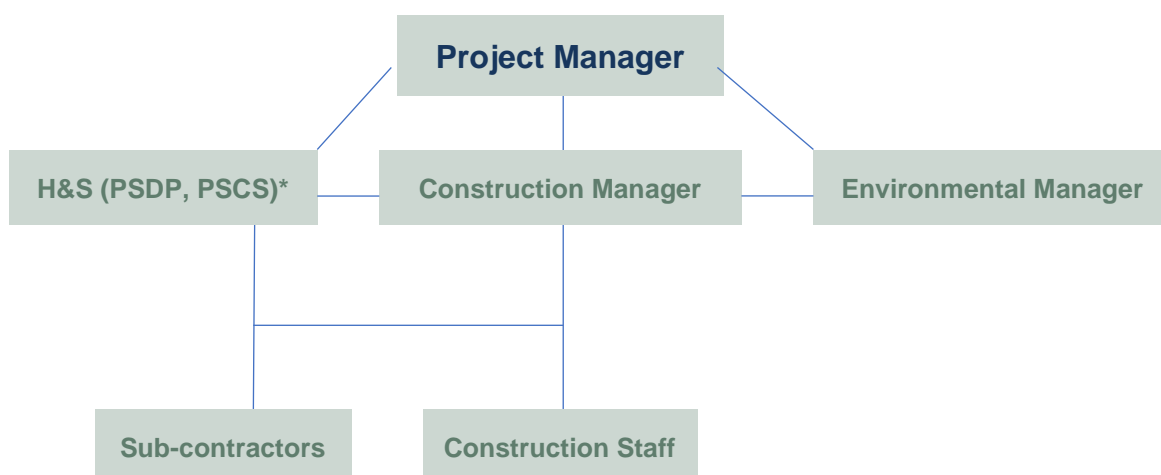 Project Manager
H&S (PSDP, PSCS)*
Construction Manager
Environmental Manager
Sub-contractors
Construction Staff